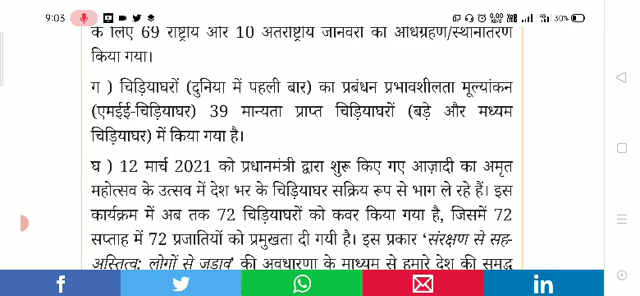 9:03
30%
के लिए 69 राष्ट्रीय और 10 अंतर्राष्ट्रीय जानवरों का अधिग्रहण/स्थानांतरण
किया गया।
ग ) चिड़ियाघरों (दुनिया में पहली बार) का प्रबंधन प्रभावशीलता मूल्यांकन
(एमईई-चिड़ियाघर) 39 मान्यता प्राप्त चिड़ियाघरों (बड़े और मध्यम
चिड़ियाघर) में किया गया है।
घ ) 12 मार्च 2021 को प्रधानमंत्री द्वारा शुरू किए गए आज़ादी का अमृत
महोत्सव के उत्सव में देश भर के चिड़ियाघर सक्रिय रूप से भाग ले रहे हैं। इस
कार्यक्रम में अब तक 72 चिड़ियाघरों को कवर किया गया है, जिसमें 72
सप्ताह में 72 प्रजातियों को प्रमुखता दी गयी है। इस प्रकार ‘संरक्षण से सह-
अस्तित्व: लोगों से जुड़ाव’ की अवधारणा के माध्यम से हमारे देश की समृद्ध